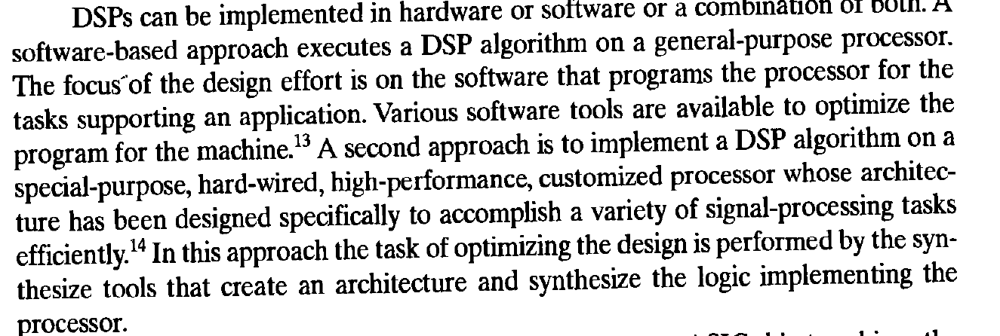 DSPs can be implemented in hardware or software or a combination of both. A
software-based approach executes a DSP algorithm on a general-purpose processor.
The focus of the design effort is on the software that programs the processor for the
tasks supporting an application. Various software tools are available to optimize the
program for the machine.13 A second approach is to implement a DSP algorithm on a
special-purpose, hard-wired, high-performance, customized processor whose architec-
ture has been designed specifically to accomplish a variety of signal-processing tasks
efficiently.14 In this approach the task of optimizing the design is performed by the syn-
thesize tools that create an architecture and synthesize the logic implementing the
processor.